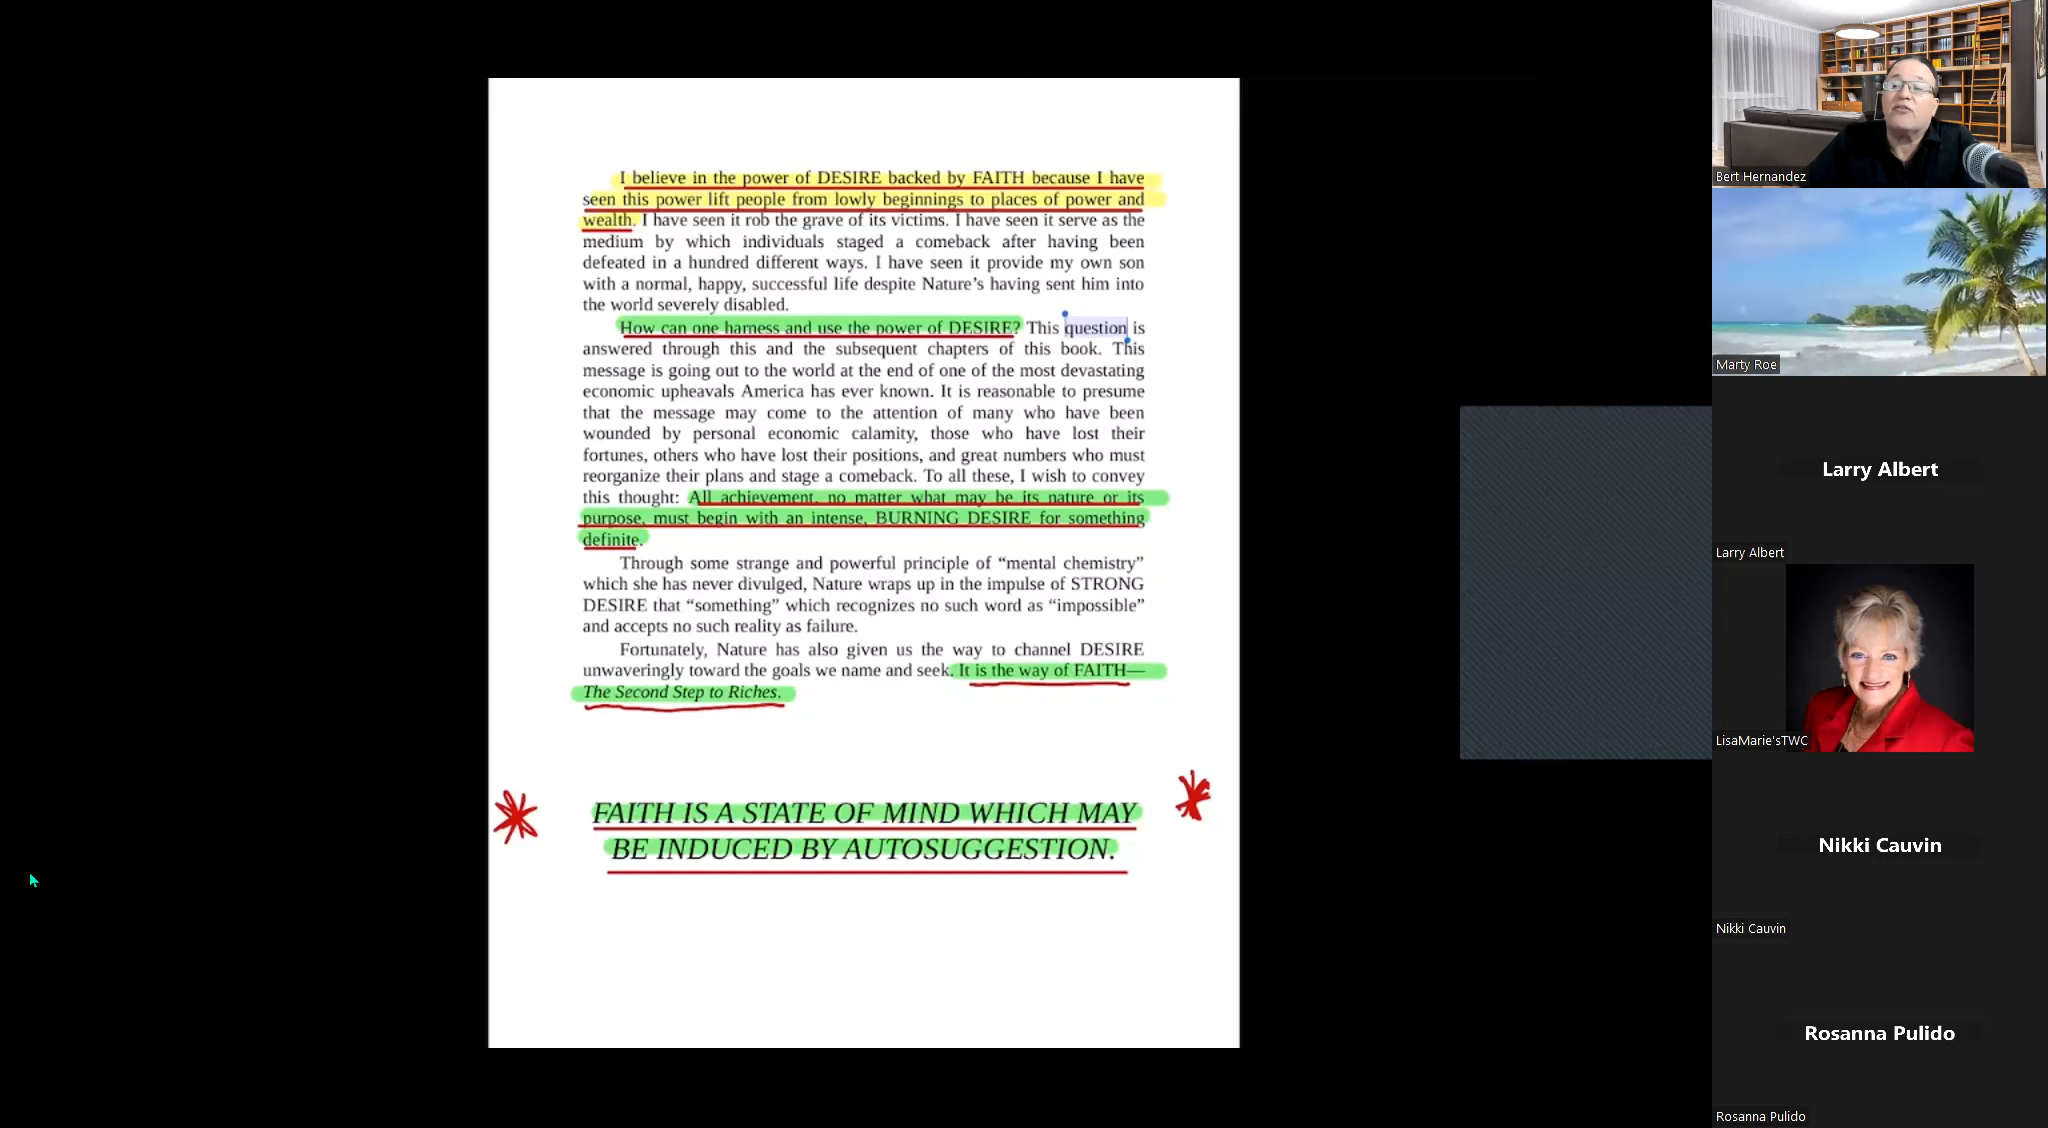 I believe in the power of DESIRE backed by FAITH because I have
seen this power lift people from lowly beginnings to places of power and
wealth. I have seen it rob the grave of its victims. I have seen it serve as the
medium by which individuals staged a comeback after having been
defeated in a hundred different ways. I have seen it provide my own son
with a normal, happy, successful life despite Nature's having sent him into
the world severely disabled.
How can one harness and use the power of DESIRE? This question is
answered through this and the subsequent chapters of this book. This
message is going out to the world at the end of one of the most devastating
economic upheavals America has ever known. It is reasonable to presume
that the message may come to the attention of many who have been
wounded by personal economic calamity, those who have lost their
fortunes, others who have lost their positions, and great numbers who must
reorganize their plans and stage a comeback. To all these, I wish to convey
this thought: All achievement, no matter what may be its nature or its
purpose, must begin with an intense, BURNING DESIRE for something
definite.
Through some strange and powerful principle of “mental chemistry”
which she has never divulged, Nature wraps up in the impulse of STRONG
DESIRE that “something” which recognizes no such word as “impossible”
and accepts no such reality as failure.
Fortunately, Nature has also given us the way to channel DESIRE
unwaveringly toward the goals we name and seek. It is the way of FAITH—
The Second Step to Riches.
FAITH IS A STATE OF MIND WHICH MAY
BE INDUCED BY AUTOSUGGESTION.
Bert Hernandez
Marty Roe
Larry Albert
Larry Albert
LisaMarie'sTWC
Nikki Cauvin
Nikki Cauvin
Rosanna Pulido
Rosanna Pulido